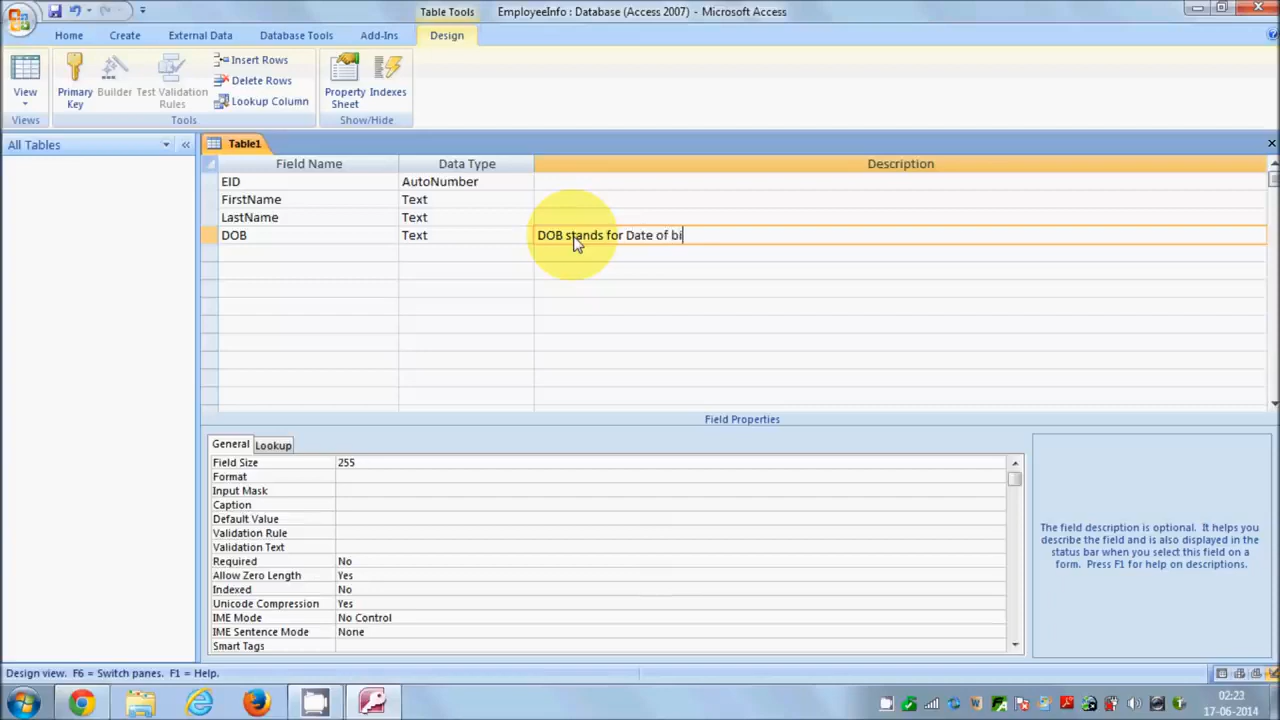 Table Tools
EmployeeInfo : Database (Access 2007) - Microsoft Access
Home Create External Data Database Tools Add-Ins Design
View
Primary Key
Builder
Test Validation Rules
Insert Rows
Delete Rows
Lookup Column
Property Sheet
Indexes
Views Tools Show/Hide
All Tables
Table1
Field Name Data Type Description
EID AutoNumber
FirstName Text
LastName Text
DOB Text DOB stands for Date of bi
Field Properties
General Lookup
Field Size 255
Format
Input Mask
Caption
Default Value
Validation Rule
Validation Text
Required No
Allow Zero Length Yes
Indexed No
Unicode Compression Yes
IME Mode No Control
IME Sentence Mode None
Smart Tags
The field description is optional. It helps you
describe the field and is also displayed in the
status bar when you select this field on a
form. Press F1 for help on descriptions.
Design view. F6 = Switch panes. F1 = Help.
02:23
17-06-2014